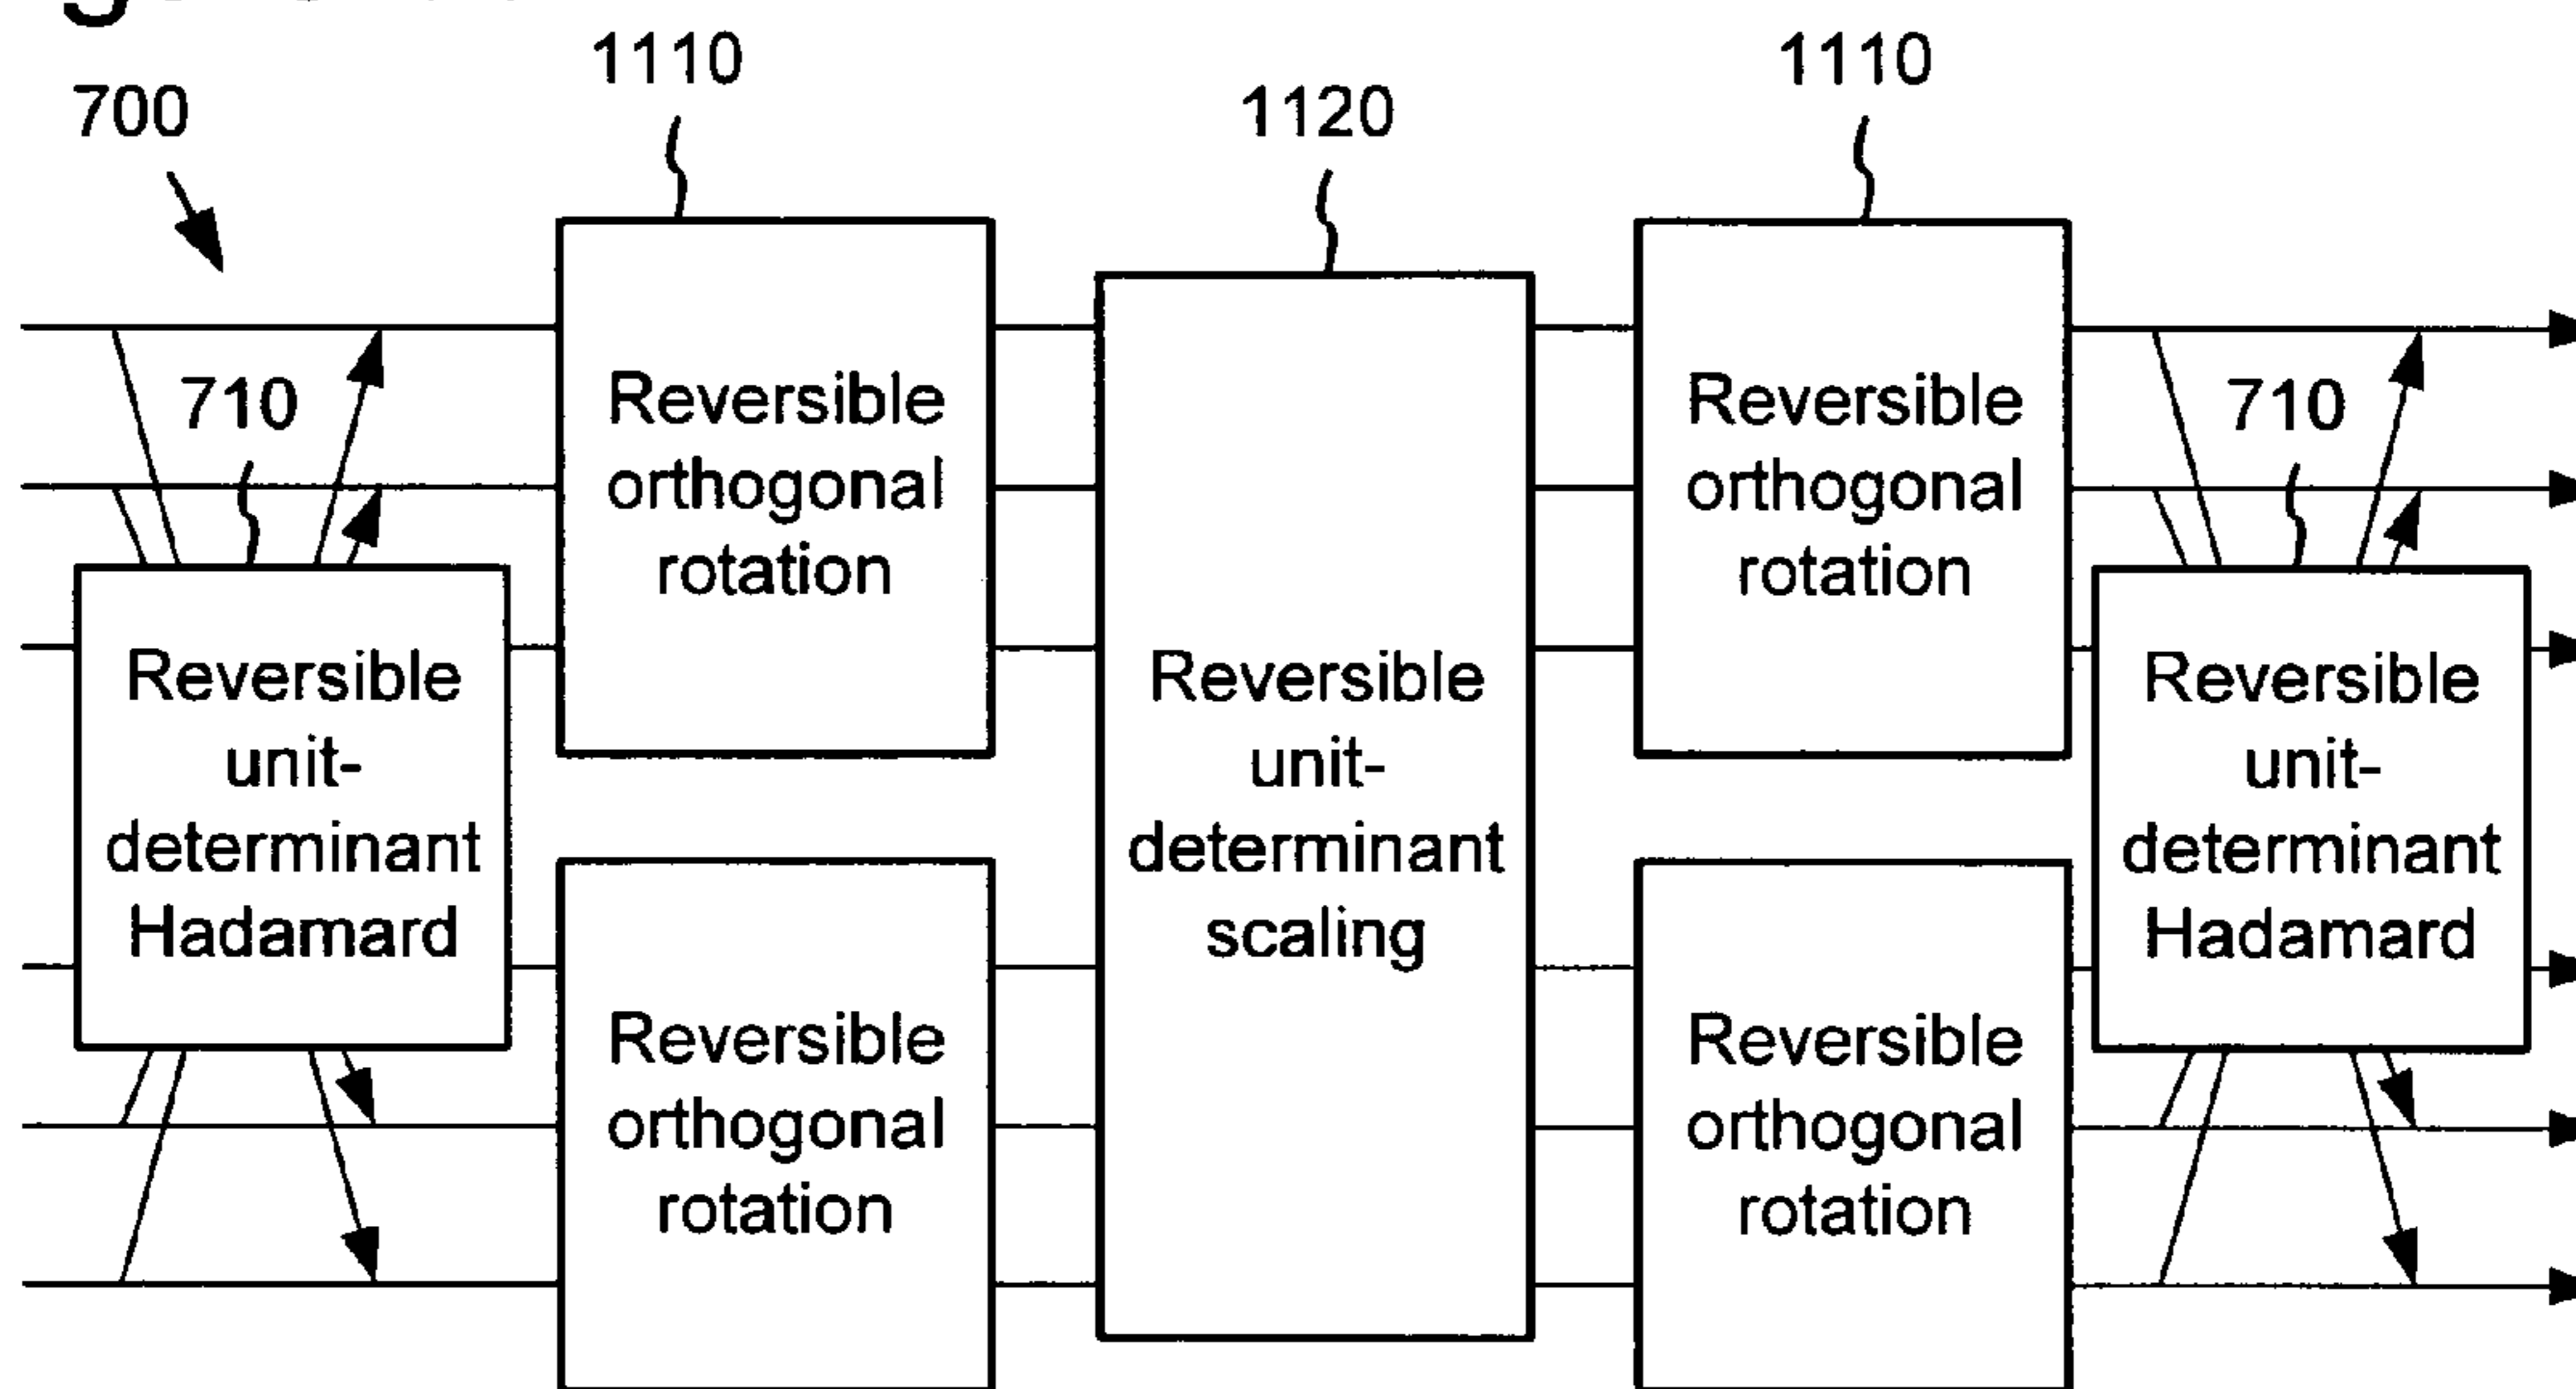 1110
1110
700
1120
710
710
Reversible
orthogonal
rotation
Reversible
orthogonal
rotation
Reversible
unit-
determinant
Hadamard
Reversible
unit-
determinant
scaling
Reversible
unit-
determinant
Hadamard
Reversible
orthogonal
rotation
Reversible
orthogonal
rotation